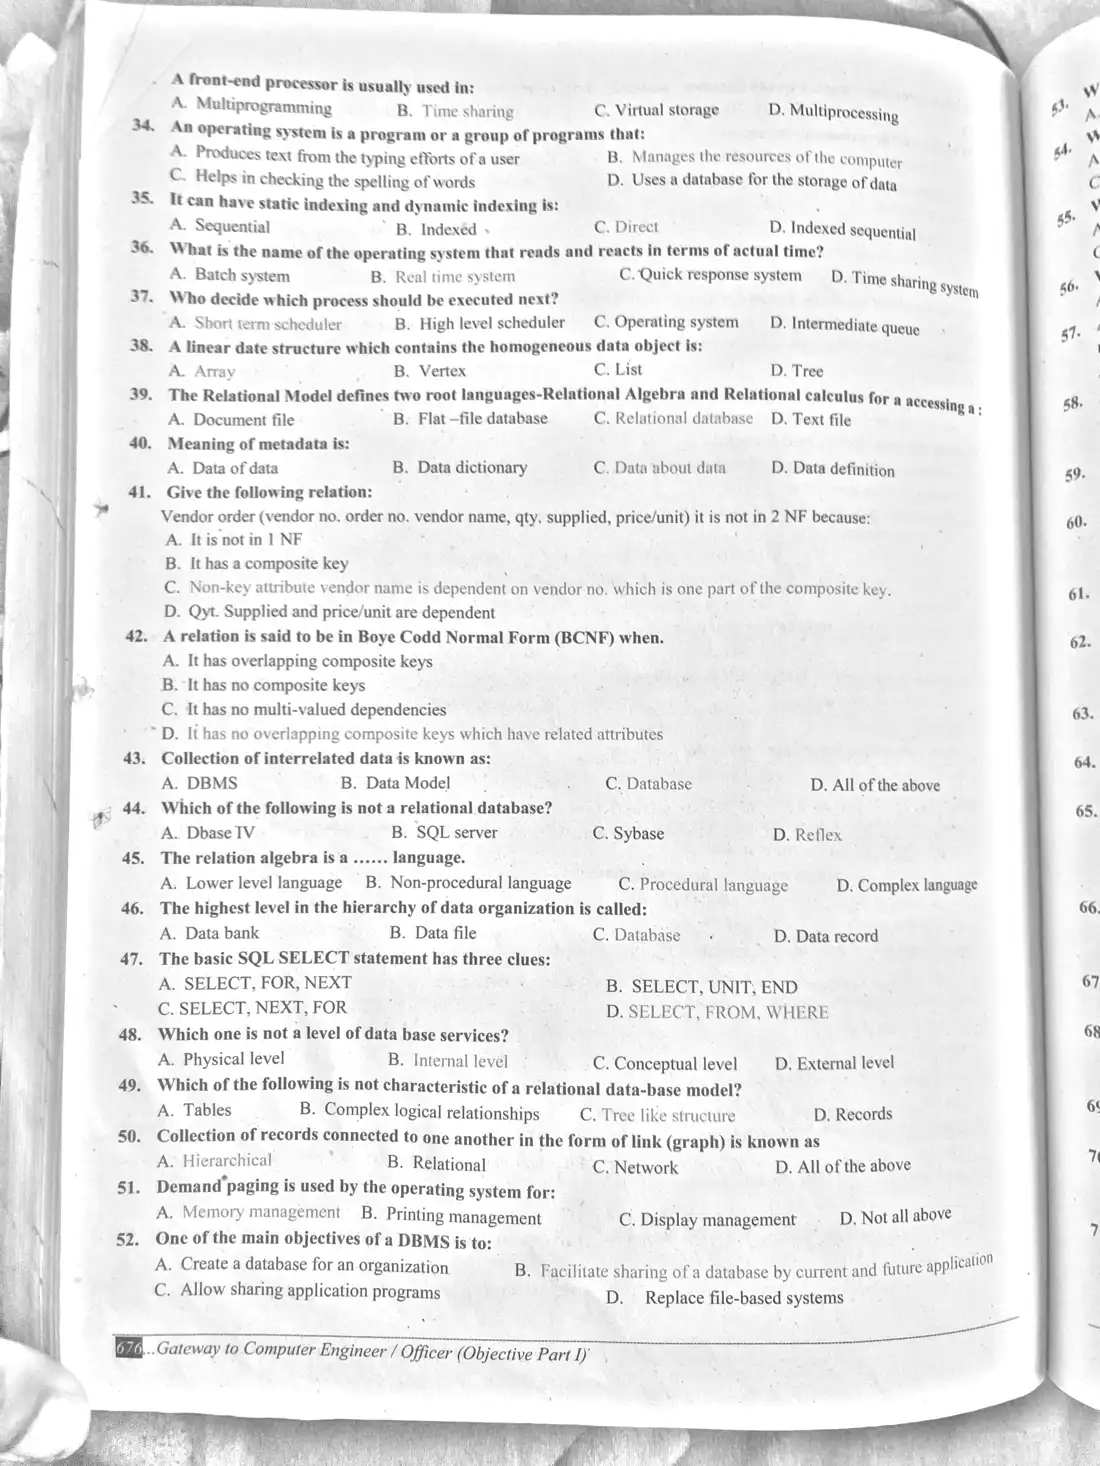 A front-end processor is usually used in:
A. Multiprogramming B. Time sharing C. Virtual storage D. Multiprocessing
34. An operating system is a program or a group of programs that:
A. Produces text from the typing efforts of a user B. Manages the resources of the computer
C. Helps in checking the spelling of words D. Uses a database for the storage of data
35. It can have static indexing and dynamic indexing is:
A. Sequential B. Indexed C. Direct D. Indexed sequential
36. What is the name of the operating system that reads and reacts in terms of actual time?
A. Batch system B. Real time system C. Quick response system D. Time sharing system
37. Who decide which process should be executed next?
A. Short term scheduler B. High level scheduler C. Operating system D. Intermediate queue
38. A linear date structure which contains the homogeneous data object is:
A. Array B. Vertex C. List D. Tree
39. The Relational Model defines two root languages-Relational Algebra and Relational calculus for a accessing a :
A. Document file B. Flat –file database C. Relational database D. Text file
40. Meaning of metadata is:
A. Data of data B. Data dictionary C. Data about data D. Data definition
41. Give the following relation:
Vendor order (vendor no. order no. vendor name, qty. supplied, price/unit) it is not in 2 NF because:
A. It is not in 1 NF
B. It has a composite key
C. Non-key attribute vendor name is dependent on vendor no. which is one part of the composite key.
D. Qyt. Supplied and price/unit are dependent
42. A relation is said to be in Boye Codd Normal Form (BCNF) when.
A. It has overlapping composite keys
B. It has no composite keys
C. It has no multi-valued dependencies
D. It has no overlapping composite keys which have related attributes
43. Collection of interrelated data is known as:
A. DBMS B. Data Model C. Database D. All of the above
44. Which of the following is not a relational database?
A. Dbase IV B. SQL server C. Sybase D. Reflex
45. The relation algebra is a ...... language.
A. Lower level language B. Non-procedural language C. Procedural language D. Complex language
46. The highest level in the hierarchy of data organization is called:
A. Data bank B. Data file C. Database D. Data record
47. The basic SQL SELECT statement has three clues:
A. SELECT, FOR, NEXT B. SELECT, UNIT, END
C. SELECT, NEXT, FOR D. SELECT, FROM, WHERE
48. Which one is not a level of data base services?
A. Physical level B. Internal level C. Conceptual level D. External level
49. Which of the following is not characteristic of a relational data-base model?
A. Tables B. Complex logical relationships C. Tree like structure D. Records
50. Collection of records connected to one another in the form of link (graph) is known as
A. Hierarchical B. Relational C. Network D. All of the above
51. Demand paging is used by the operating system for:
A. Memory management B. Printing management C. Display management D. Not all above
52. One of the main objectives of a DBMS is to:
A. Create a database for an organization B. Facilitate sharing of a database by current and future application
C. Allow sharing application programs D. Replace file-based systems
676...Gateway to Computer Engineer / Officer (Objective Part I)
53.
54.
55.
56.
57.
58.
59.
60.
61.
62.
63.
64.
65.
66.
67
68